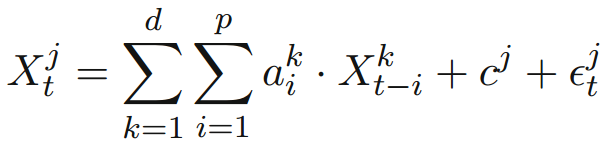 X_t^j = \sum_{k=1}^{d} \sum_{i=1}^{p} a_i^k \cdot X_{t-i}^k + c^j + \epsilon_t^j